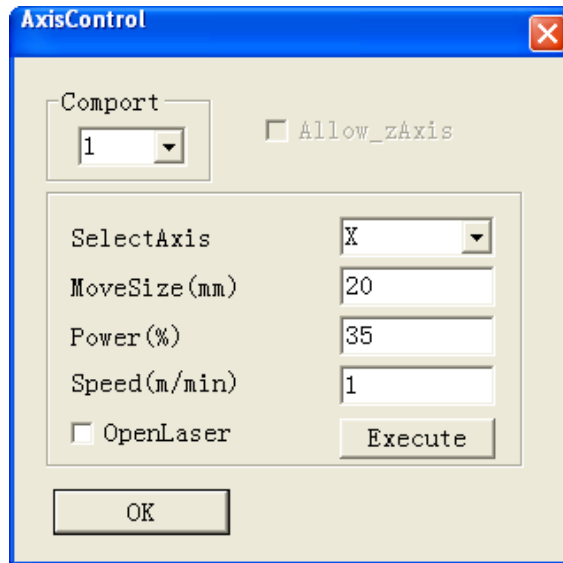 AxisControl
Comport
1
Allow_zAxis
SelectAxis X
MoveSize(mm) 20
Power(%) 35
Speed(m/min) 1
OpenLaser Execute
OK